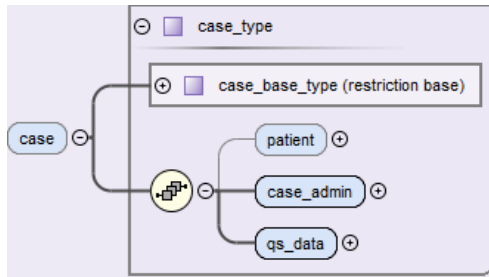 case_type
case_base_type (restriction base)
case
patient
case_admin
qs_data